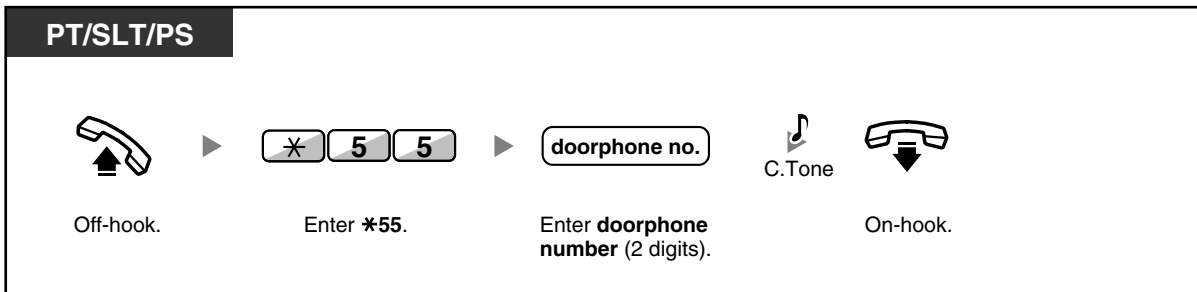 PT/SLT/PS
✳ 5 5
doorphone no.
C.Tone
Off-hook.
Enter ✳55.
Enter doorphone
number (2 digits).
On-hook.